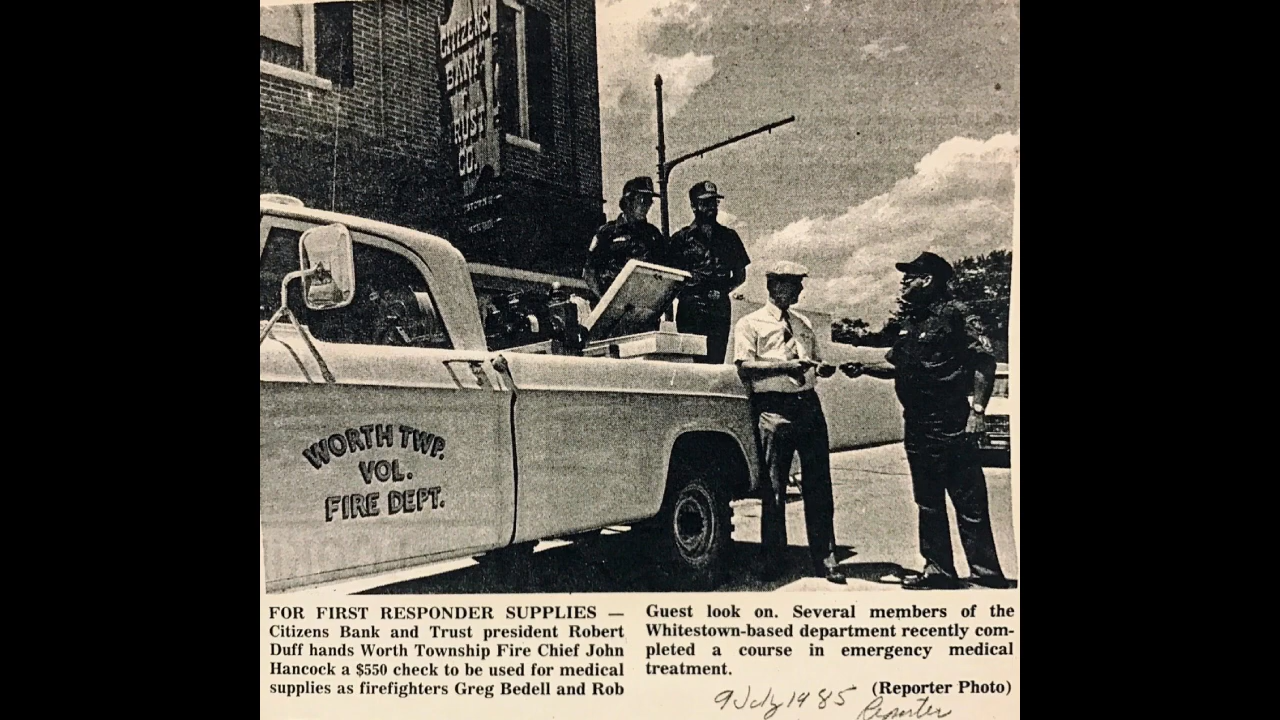 CITIZENS
BANK
&
TRUST
CO.
WORTH TWP.
VOL.
FIRE DEPT.
FOR FIRST RESPONDER SUPPLIES —
Citizens Bank and Trust president Robert
Duff hands Worth Township Fire Chief John
Hancock a $550 check to be used for medical
supplies as firefighters Greg Bedell and Rob
Guest look on. Several members of the
Whitestown-based department recently com-
pleted a course in emergency medical
treatment.
(Reporter Photo)
9 July 1985 Reporter